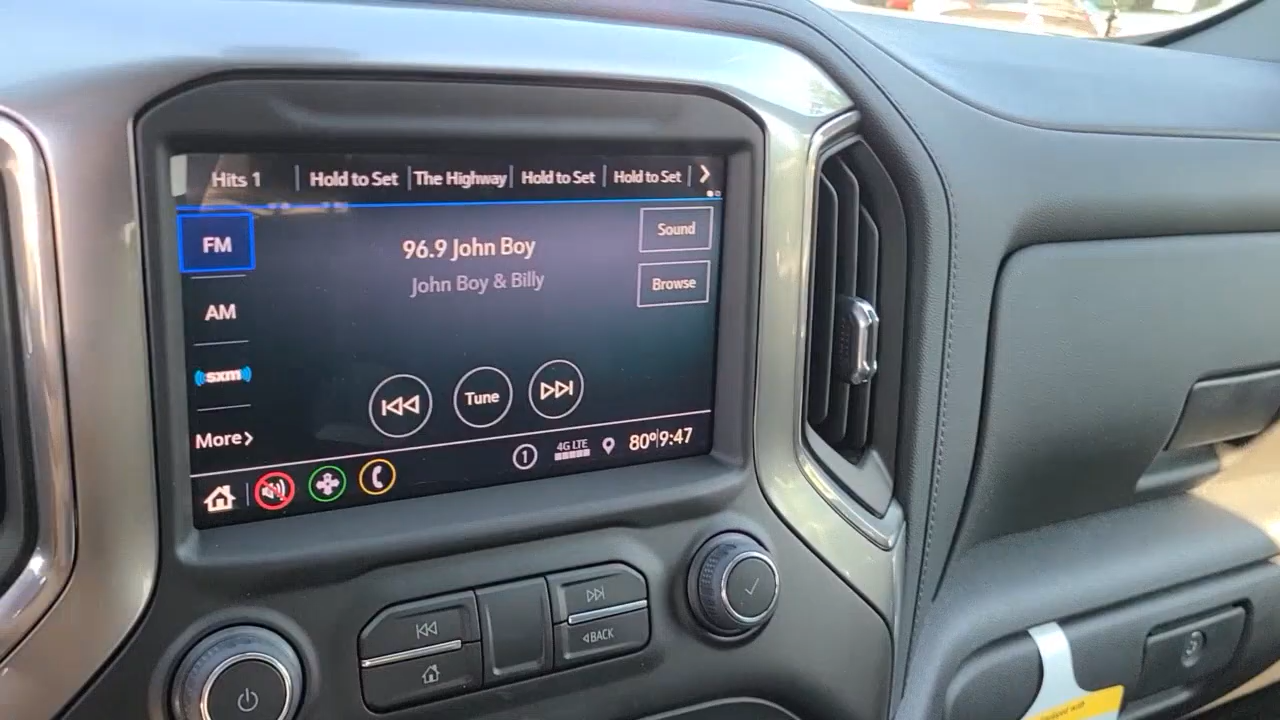 Hits 1 Hold to Set The Highway Hold to Set Hold to Set
FM
96.9 John Boy
Sound
John Boy & Billy
Browse
AM
sxm
Tune
More
1 4G LTE 80° 9:47
BACK